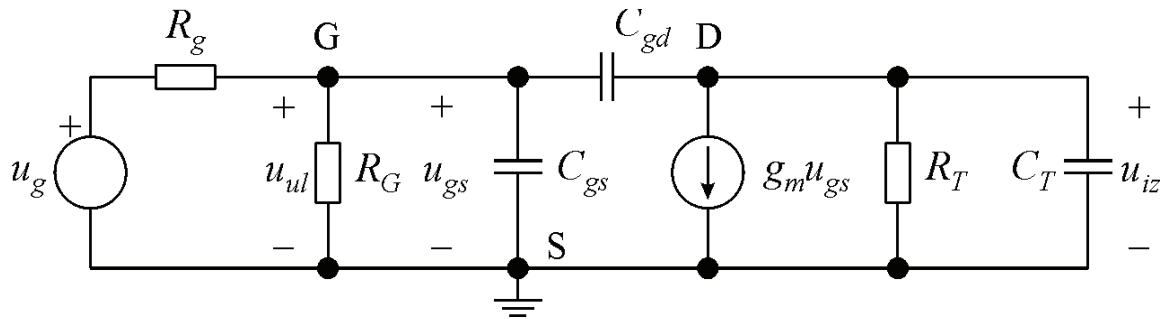 R_g
G
C_gd
D
+
+
+
+
u_g
u_ul
R_G
u_gs
C_gs
g_m u_gs
R_T
C_T
u_iz
−
−
S
−